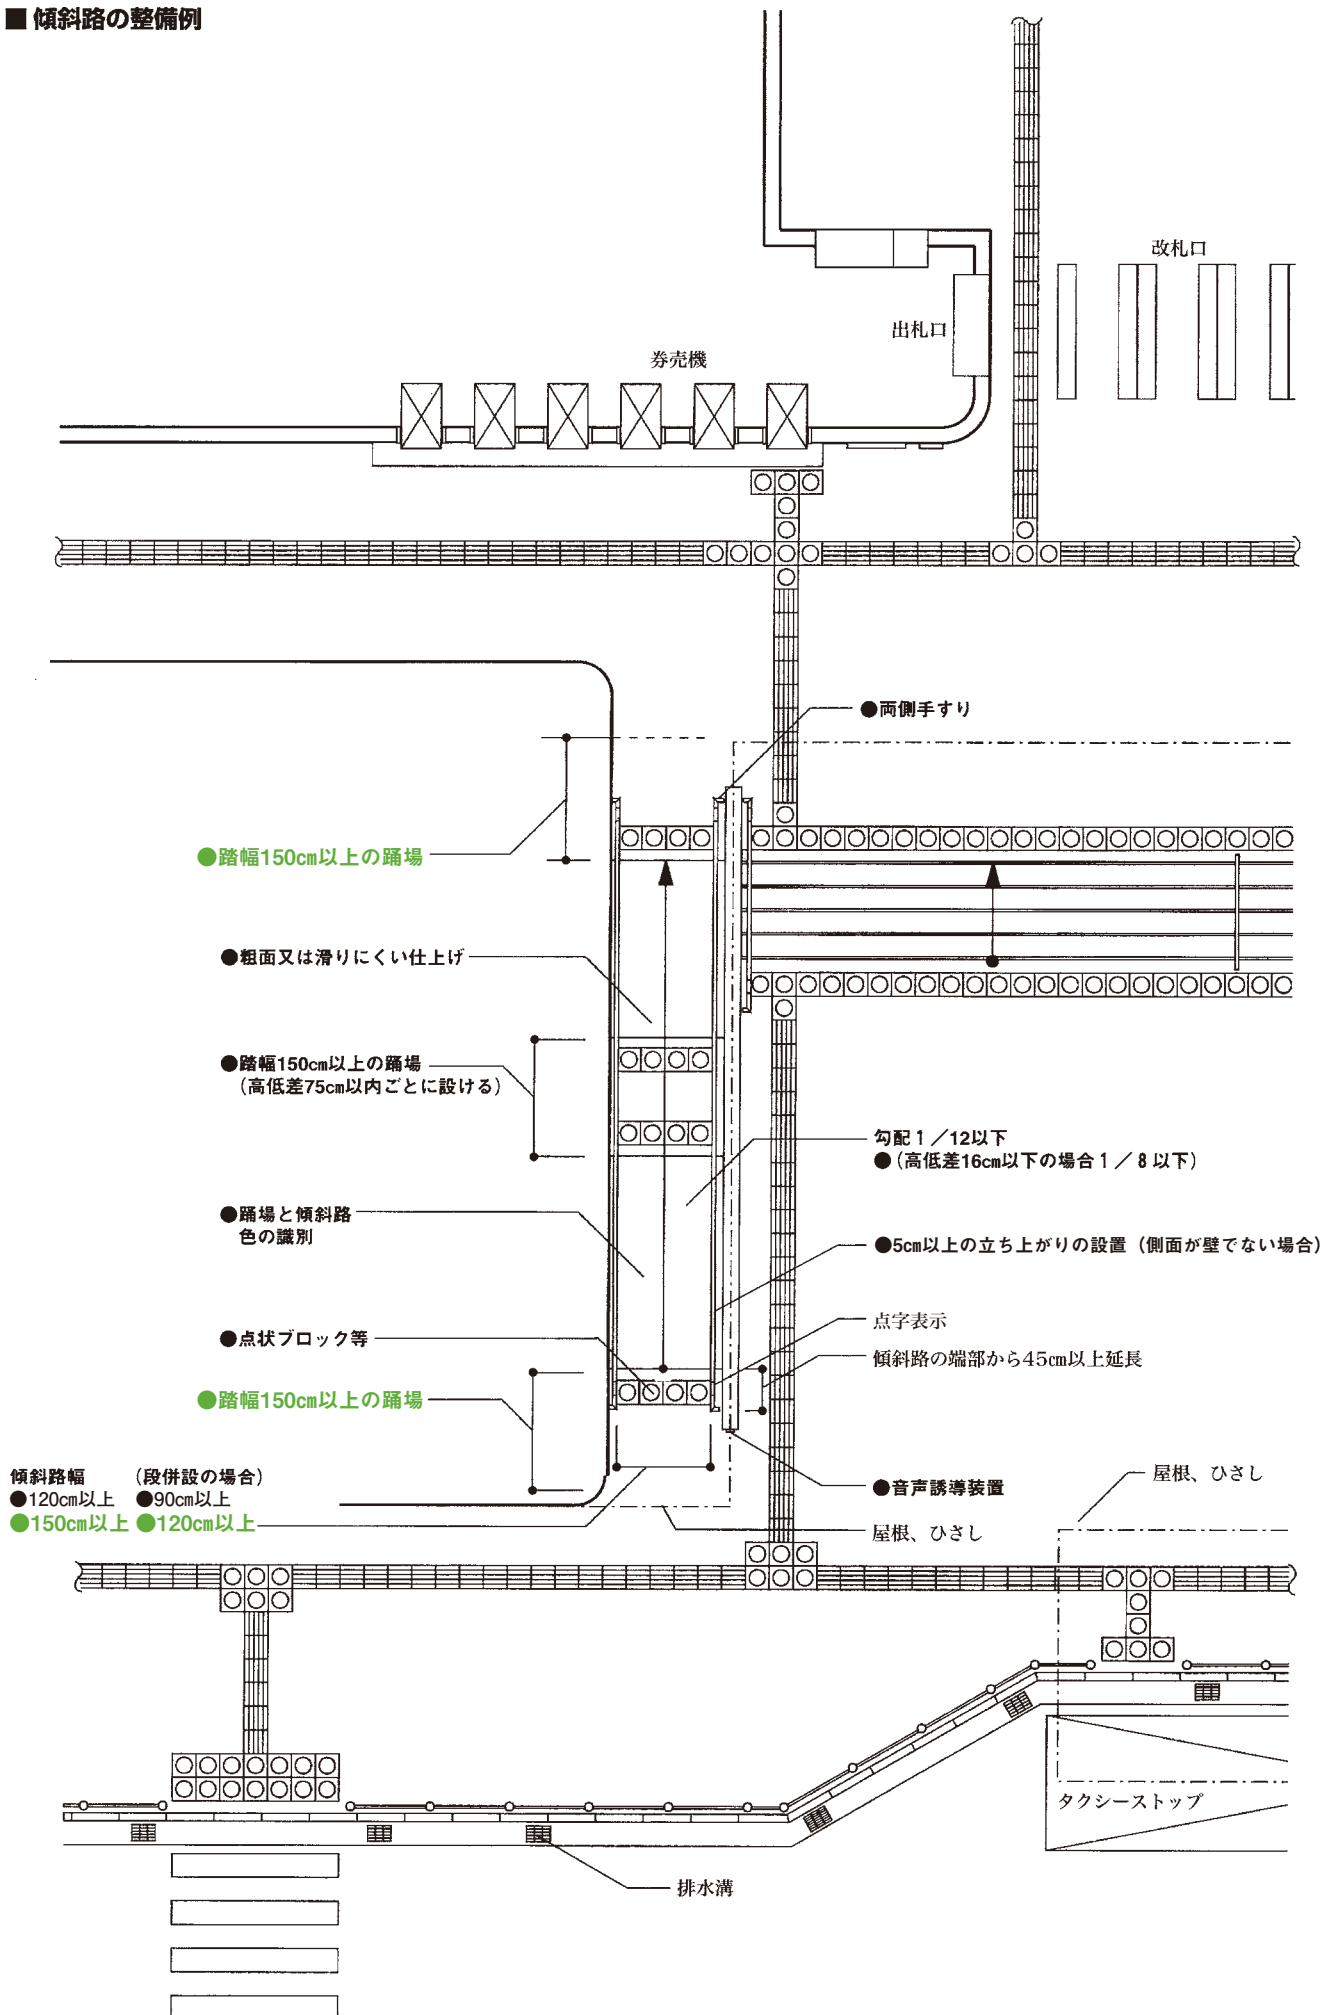 ■ 傾斜路の整備例
改札口
出札口
券売機
●両側手すり
●踏幅150cm以上の踊場
●粗面又は滑りにくい仕上げ
●踏幅150cm以上の踊場
(高低差75cm以内ごとに設ける)
勾配1/12以下
●(高低差16cm以下の場合1/8以下)
●踊場と傾斜路
色の識別
●5cm以上の立ち上がりの設置(側面が壁でない場合)
点字表示
●点状ブロック等
傾斜路の端部から45cm以上延長
●踏幅150cm以上の踊場
傾斜路幅 (段併設の場合)
●120cm以上 ●90cm以上
●150cm以上 ●120cm以上
●音声誘導装置
屋根、ひさし
屋根、ひさし
タクシーストップ
排水溝